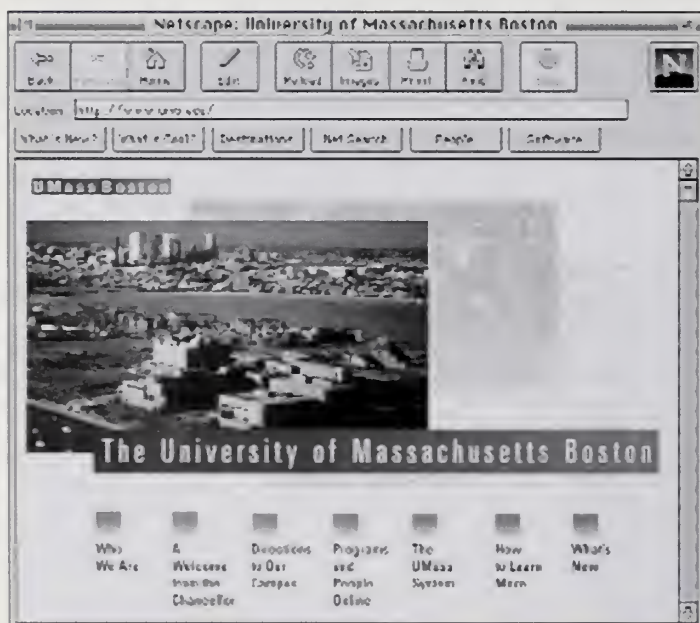 Netscape: University of Massachusetts Boston
Back Home Edit Reload Images Print Find
Location:
What's New? What's Cool? Destinations Net Search People Software
UMass Boston
The University of Massachusetts Boston
Who We Are
A Welcome from the Chancellor
Directions to Our Campus
Programs and People Online
The UMass System
How to Learn More
What's New